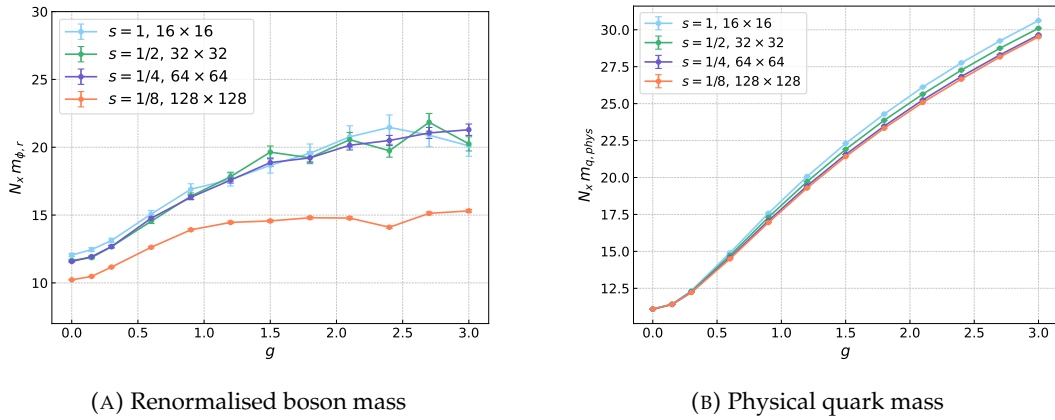 30
25
20
15
10
N_x m_{ϕ,r}
s = 1, 16 × 16
s = 1/2, 32 × 32
s = 1/4, 64 × 64
s = 1/8, 128 × 128
0.0 0.5 1.0 1.5 2.0 2.5 3.0
g
(A) Renormalised boson mass
30.0
27.5
25.0
22.5
20.0
17.5
15.0
12.5
N_x m_{q,phys}
s = 1, 16 × 16
s = 1/2, 32 × 32
s = 1/4, 64 × 64
s = 1/8, 128 × 128
0.0 0.5 1.0 1.5 2.0 2.5 3.0
g
(B) Physical quark mass